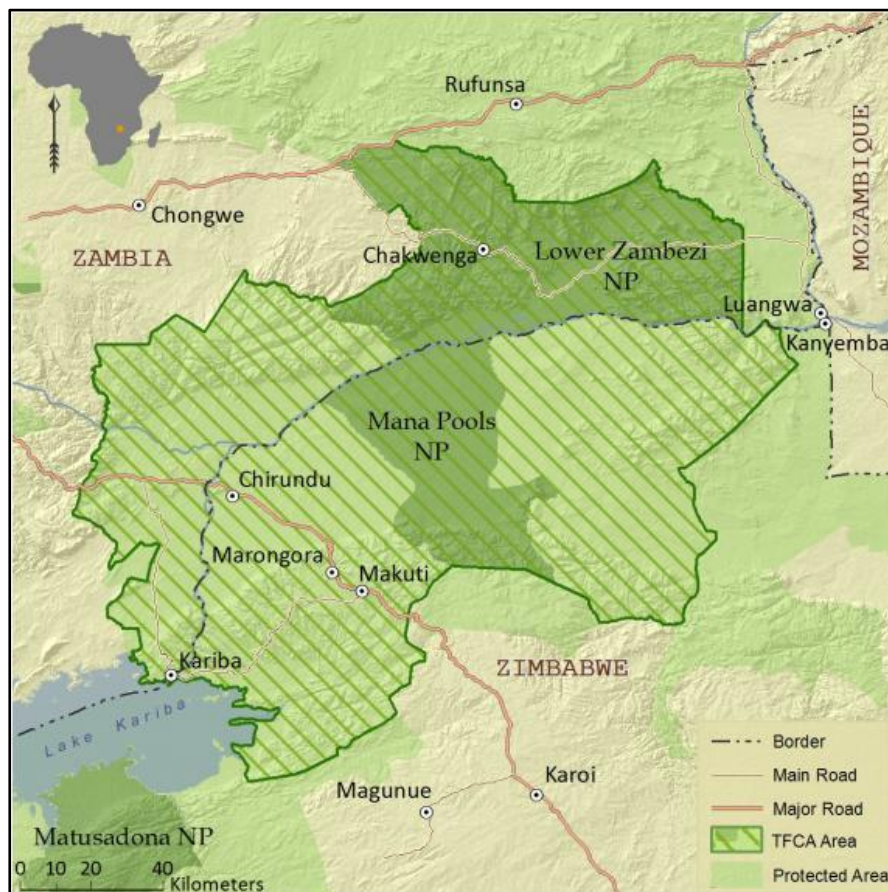 Rufunsa
MOZAMBIQUE
Chongwe
ZAMBIA
Chakwenga
Lower Zambezi
NP
Luangwa
Kanyemba
Mana Pools
NP
Chirundu
Marongora
Makuti
Kariba
ZIMBABWE
Lake Kariba
Magunue
Karoi
Matusadona NP
0 10 20 40
Kilometers
Border
Main Road
Major Road
TFCA Area
Protected Area